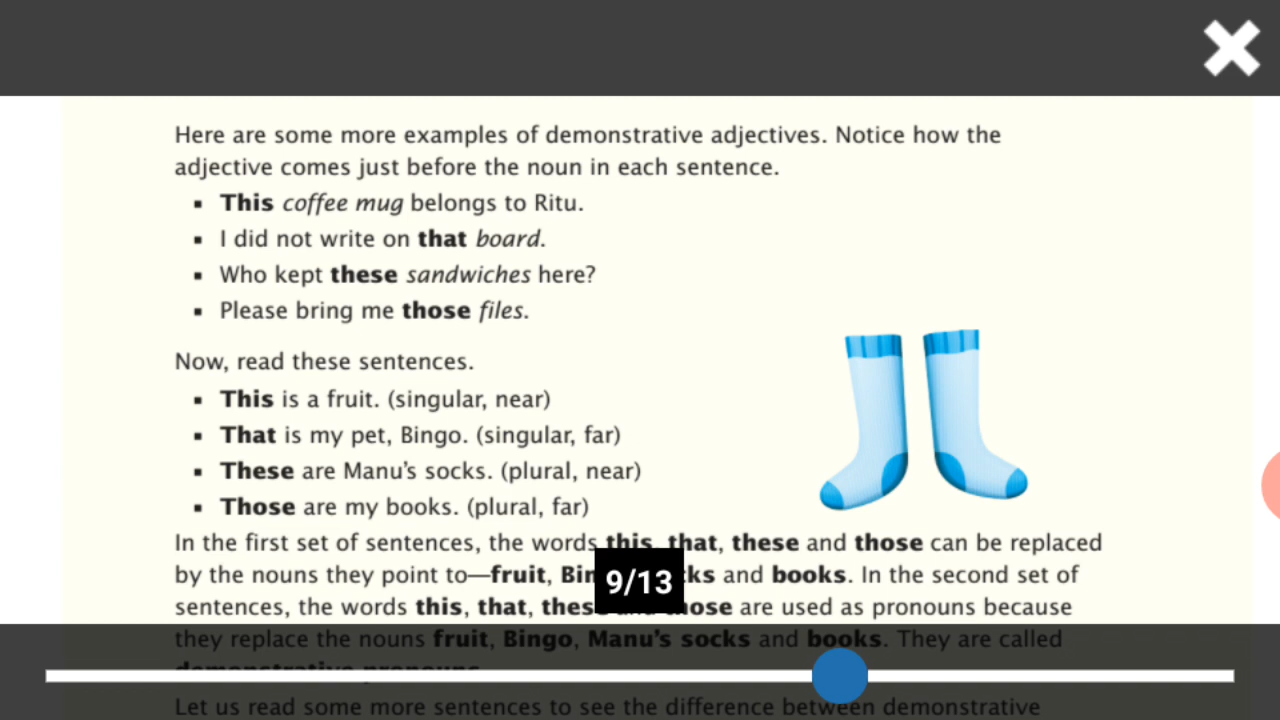 Here are some more examples of demonstrative adjectives. Notice how the
adjective comes just before the noun in each sentence.
▪ This coffee mug belongs to Ritu.
▪ I did not write on that board.
▪ Who kept these sandwiches here?
▪ Please bring me those files.
Now, read these sentences.
▪ This is a fruit. (singular, near)
▪ That is my pet, Bingo. (singular, far)
▪ These are Manu's socks. (plural, near)
▪ Those are my books. (plural, far)
In the first set of sentences, the words this, that, these and those can be replaced
by the nouns they point to—fruit, and books. In the second set of
9/13
sentences, the words this, that, these and those are used as pronouns because
they replace the nouns fruit, Bingo, Manu's socks and books. They are called
demonstrative pronouns.
Let us read some more sentences to see the difference between demonstrative